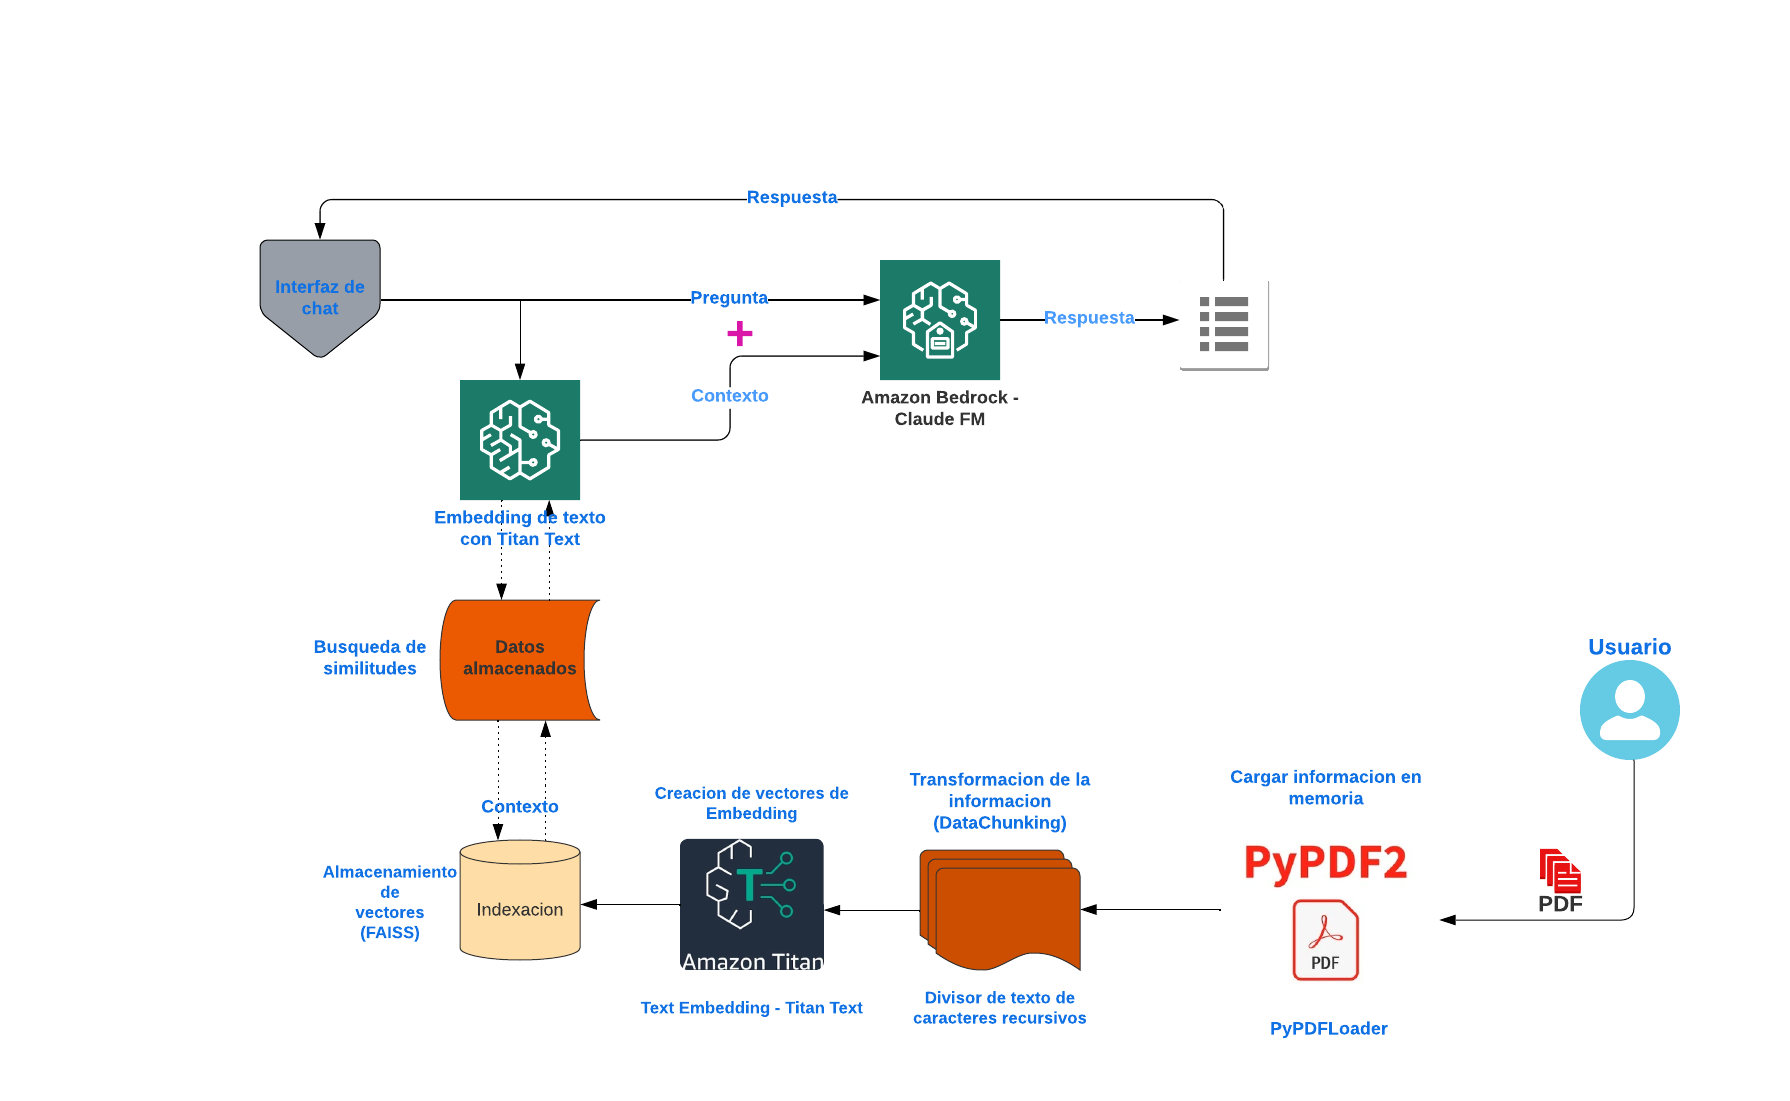 Respuesta
Interfaz de
chat
Pregunta
+
Respuesta
Contexto
Amazon Bedrock -
Claude FM
Embedding de texto
con Titan Text
Busqueda de
similitudes
Datos
almacenados
Usuario
Contexto
Creacion de vectores de
Embedding
Transformacion de la
informacion
(DataChunking)
Cargar informacion en
memoria
PyPDF2
PDF
PDF
Almacenamiento
de
vectores
(FAISS)
Indexacion
T
Amazon Titan
Text Embedding - Titan Text
Divisor de texto de
caracteres recursivos
PyPDFLoader